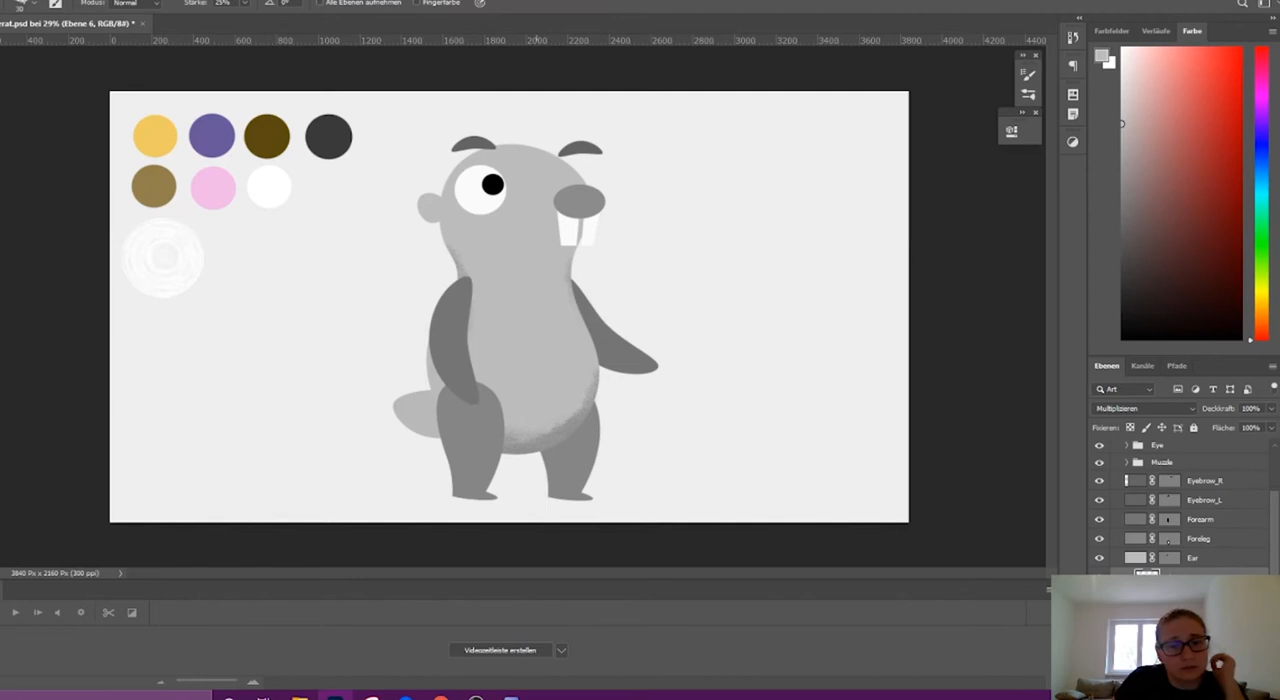 30 Modus: Normal Stärke: 25% 0° Alle Ebenen aufnehmen Fingerfarbe
erat.psd bei 29% (Ebene 6, RGB/8#) * ×
400 200 0 200 400 600 800 1000 1200 1400 1600 1800 2000 2200 2400 2600 2800 3000 3200 3400 3600 3800 4000 4200 4400
Farbfelder Verläufe Farbe
Ebenen Kanäle Pfade
Art
Multiplizieren Deckkraft: 100%
Fixieren: Fläche: 100%
Eye
Muzzle
Eyebrow_R
Eyebrow_L
Forearm
Foreleg
Ear
3840 Px x 2160 Px (300 ppi)
Videozeitleiste erstellen